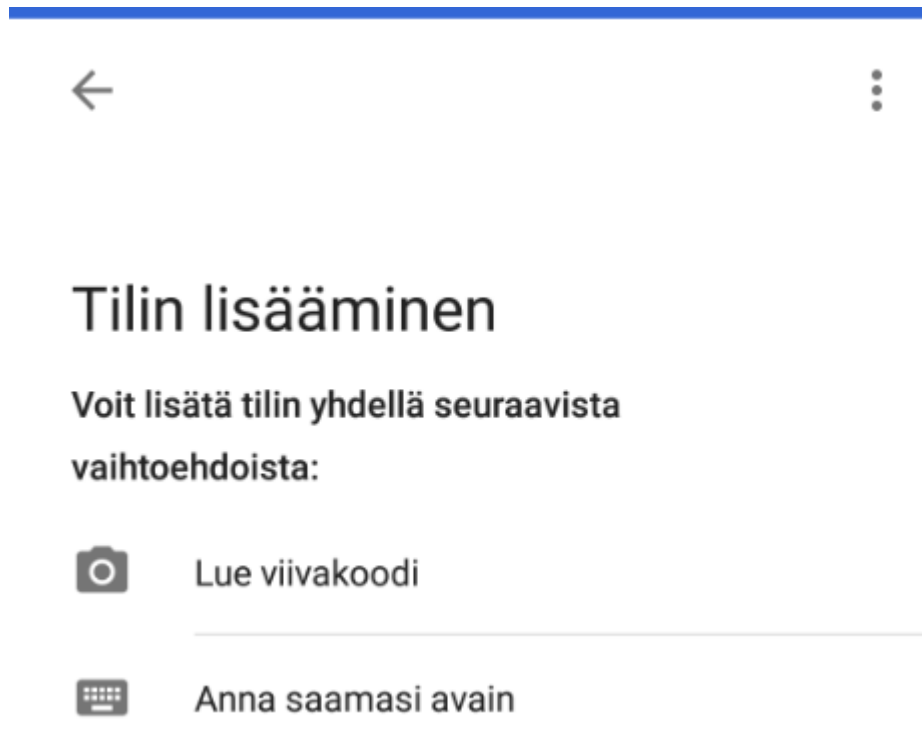 Tilin lisääminen
Voit lisätä tilin yhdellä seuraavista
vaihtoehdoista:
Lue viivakoodi
Anna saamasi avain